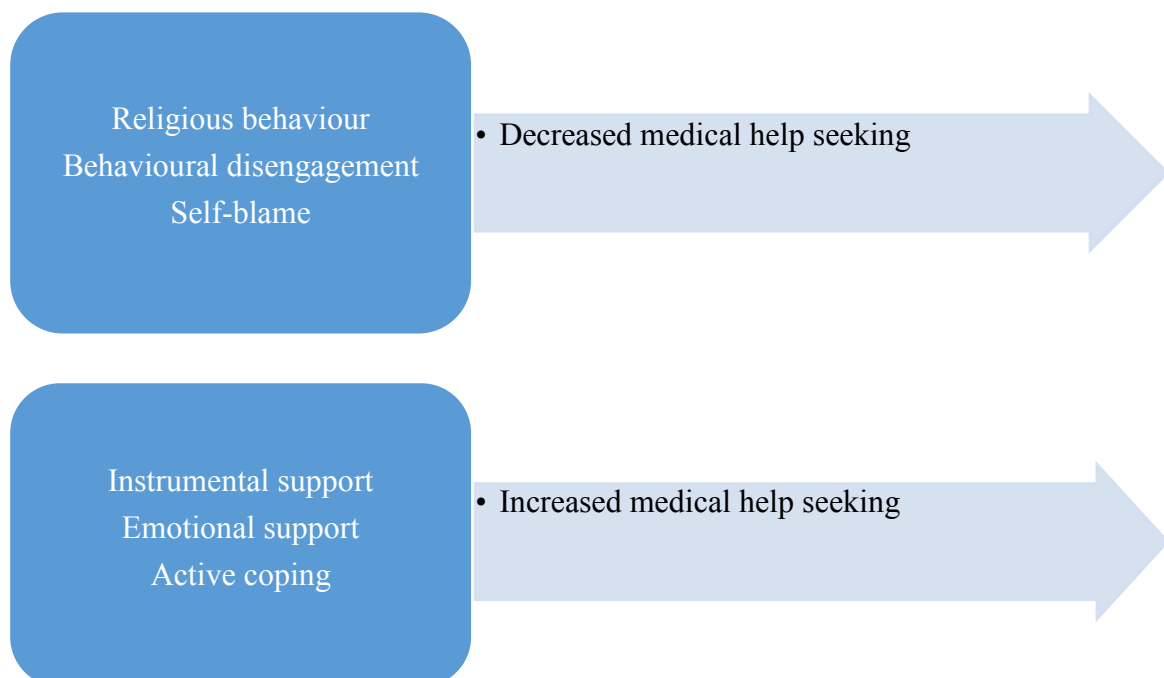 Religious behaviour
Behavioural disengagement
Self-blame
• Decreased medical help seeking
Instrumental support
Emotional support
Active coping
• Increased medical help seeking